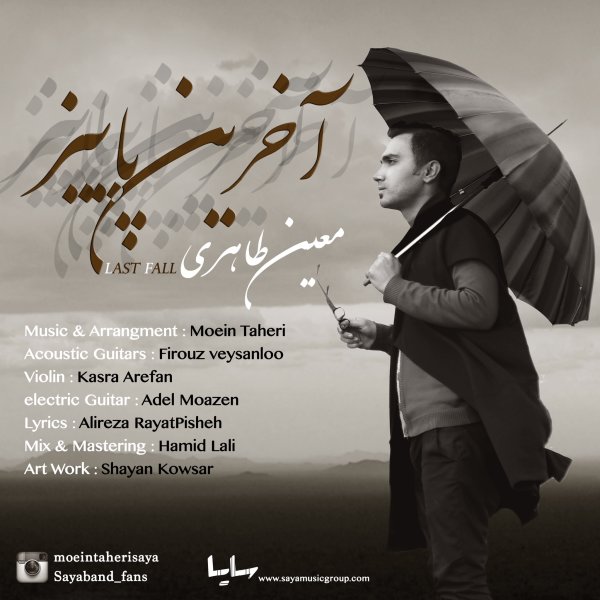 آخرین پاییز
LAST FALL
معین طاهری
Music & Arrangment : Moein Taheri
Acoustic Guitars : Firouz veysanloo
Violin : Kasra Arefan
electric Guitar : Adel Moazen
Lyrics : Alireza RayatPisheh
Mix & Mastering : Hamid Lali
Art Work : Shayan Kowsar
moeintaherisaya
Sayaband_fans
سایا
www.sayamusicgroup.com